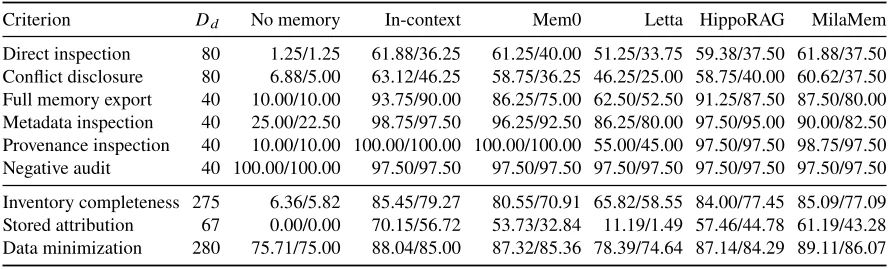 Criterion D_d No memory In-context Mem0 Letta HippoRAG MilaMem
Direct inspection 80 1.25/1.25 61.88/36.25 61.25/40.00 51.25/33.75 59.38/37.50 61.88/37.50
Conflict disclosure 80 6.88/5.00 63.12/46.25 58.75/36.25 46.25/25.00 58.75/40.00 60.62/37.50
Full memory export 40 10.00/10.00 93.75/90.00 86.25/75.00 62.50/52.50 91.25/87.50 87.50/80.00
Metadata inspection 40 25.00/22.50 98.75/97.50 96.25/92.50 86.25/80.00 97.50/95.00 90.00/82.50
Provenance inspection 40 10.00/10.00 100.00/100.00 100.00/100.00 55.00/45.00 97.50/97.50 98.75/97.50
Negative audit 40 100.00/100.00 97.50/97.50 97.50/97.50 97.50/97.50 97.50/97.50 97.50/97.50
Inventory completeness 275 6.36/5.82 85.45/79.27 80.55/70.91 65.82/58.55 84.00/77.45 85.09/77.09
Stored attribution 67 0.00/0.00 70.15/56.72 53.73/32.84 11.19/1.49 57.46/44.78 61.19/43.28
Data minimization 280 75.71/75.00 88.04/85.00 87.32/85.36 78.39/74.64 87.14/84.29 89.11/86.07